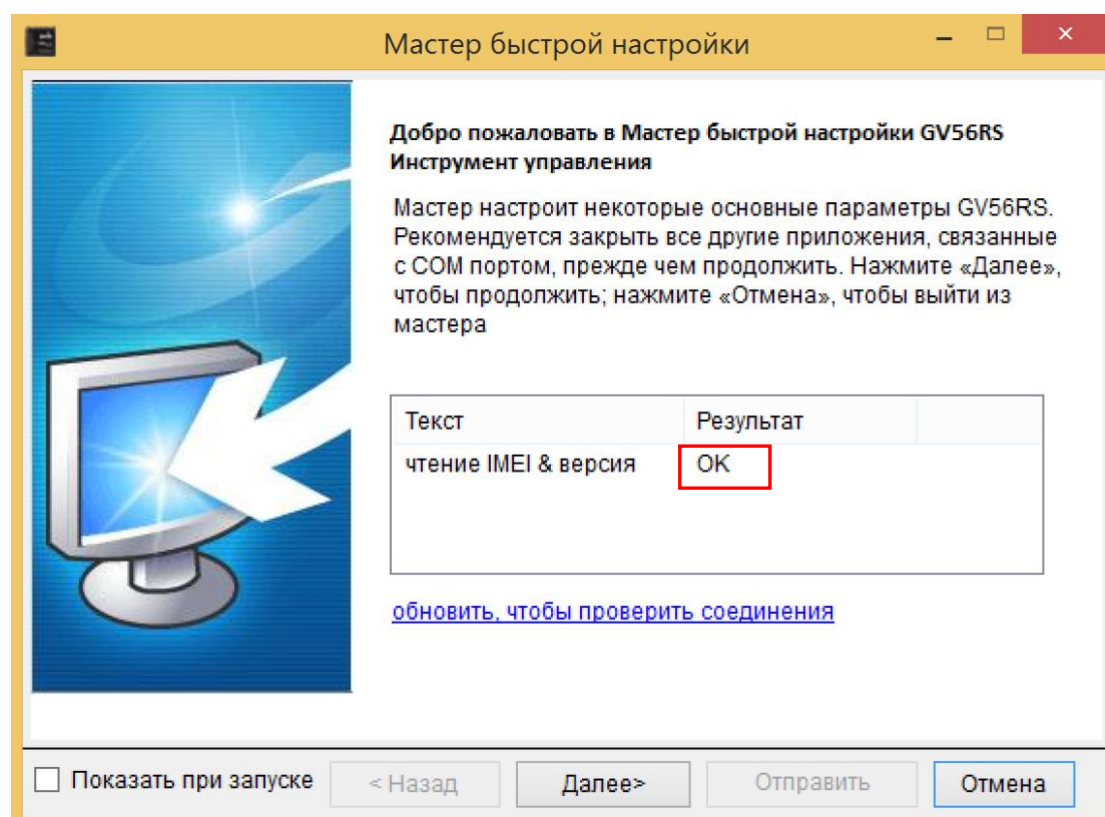 Мастер быстрой настройки
Добро пожаловать в Мастер быстрой настройки GV56RS
Инструмент управления
Мастер настроит некоторые основные параметры GV56RS.
Рекомендуется закрыть все другие приложения, связанные
с COM портом, прежде чем продолжить. Нажмите «Далее»,
чтобы продолжить; нажмите «Отмена», чтобы выйти из
мастера
Текст Результат
чтение IMEI & версия OK
обновить, чтобы проверить соединения
Показать при запуске < Назад Далее> Отправить Отмена